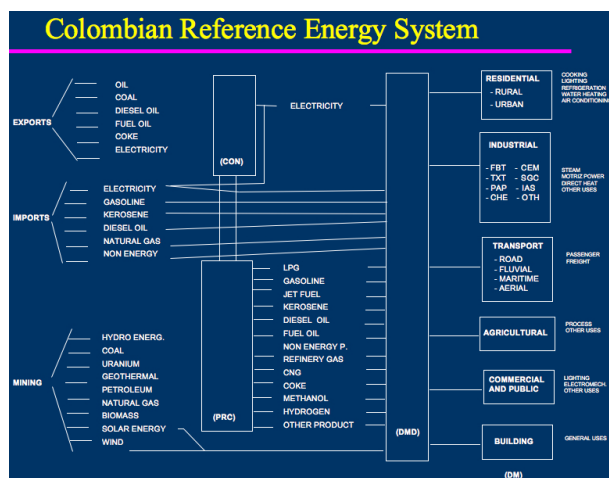 Colombian Reference Energy System
EXPORTS
OIL
COAL
DIESEL OIL
FUEL OIL
COKE
ELECTRICITY
(CON)
ELECTRICITY
IMPORTS
ELECTRICITY
GASOLINE
KEROSENE
DIESEL OIL
NATURAL GAS
NON ENERGY
MINING
HYDRO ENERG.
COAL
URANIUM
GEOTHERMAL
PETROLEUM
NATURAL GAS
BIOMASS
SOLAR ENERGY
WIND
(PRC)
LPG
GASOLINE
JET FUEL
KEROSENE
DIESEL OIL
FUEL OIL
NON ENERGY P.
REFINERY GAS
CNG
COKE
METHANOL
HYDROGEN
OTHER PRODUCT
(DMD)
RESIDENTIAL
- RURAL
- URBAN
COOKING
LIGHTING
REFRIGERATION
WATER HEATING
AIR CONDITIONING
INDUSTRIAL
- FBT - CEM
- TXT - SGC
- PAP - IAS
- CHE - OTH
STEAM
MOTRIZ POWER
DIRECT HEAT
OTHER USES
TRANSPORT
- ROAD
- FLUVIAL
- MARITIME
- AERIAL
PASSENGER
FREIGHT
AGRICULTURAL
PROCESS
OTHER USES
COMMERCIAL
AND PUBLIC
LIGHTING
ELECTROMECH.
OTHER USES
BUILDING
GENERAL USES
(DM)